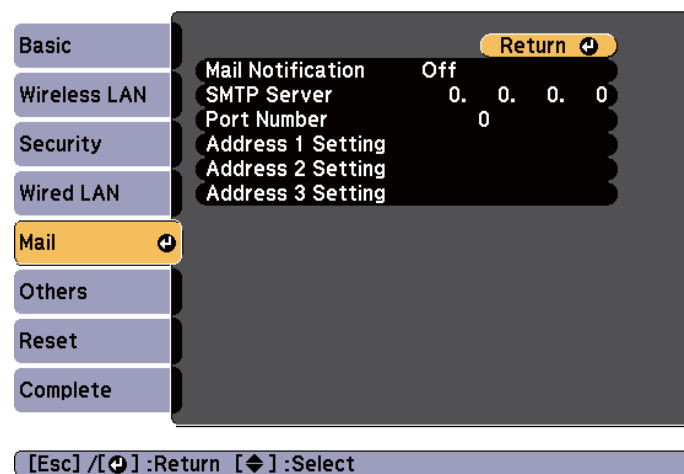 Basic
Wireless LAN
Security
Wired LAN
Mail
Others
Reset
Complete
Return
Mail Notification Off
SMTP Server 0. 0. 0. 0
Port Number 0
Address 1 Setting
Address 2 Setting
Address 3 Setting
[Esc] /[⏎] :Return [◆] :Select